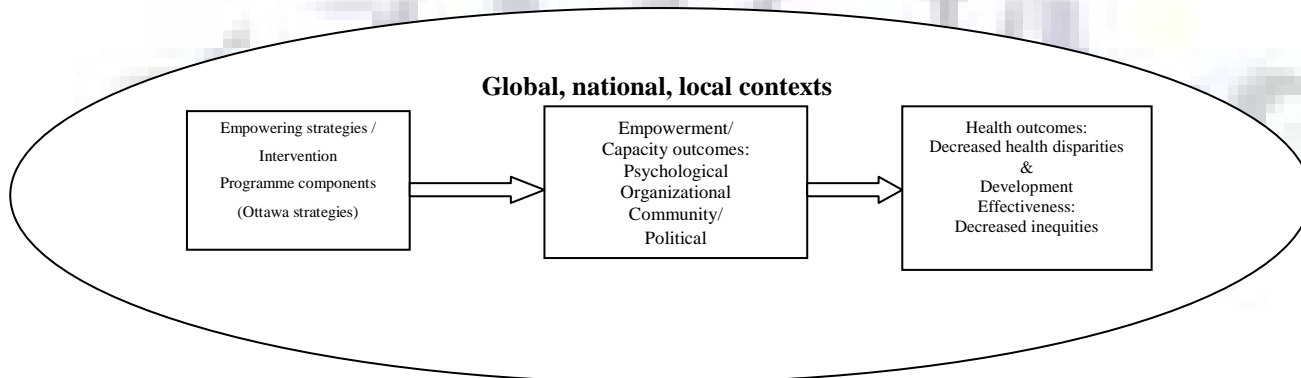 Global, national, local contexts
Empowering strategies /
Intervention
Programme components
(Ottawa strategies)
Empowerment/
Capacity outcomes:
Psychological
Organizational
Community/
Political
Health outcomes:
Decreased health disparities
&
Development
Effectiveness:
Decreased inequities